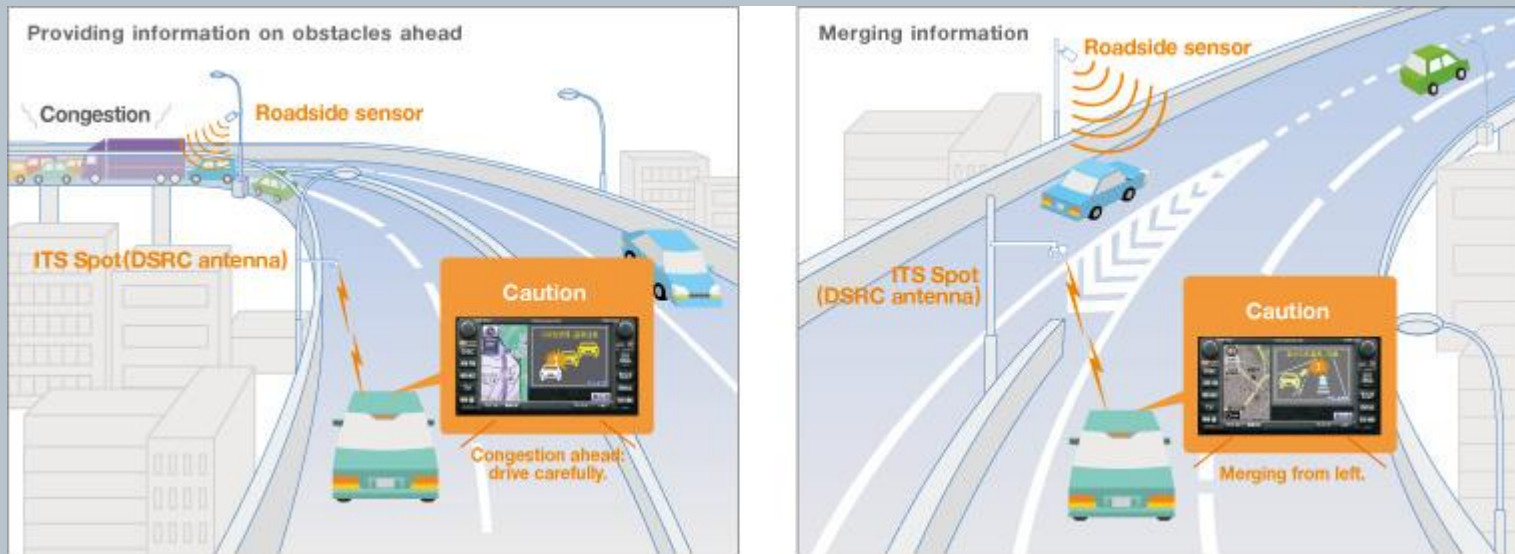 Providing information on obstacles ahead
Congestion
Roadside sensor
ITS Spot(DSRC antenna)
Caution
Congestion ahead:
drive carefully.
Merging information
Roadside sensor
ITS Spot
(DSRC antenna)
Caution
Merging from left.